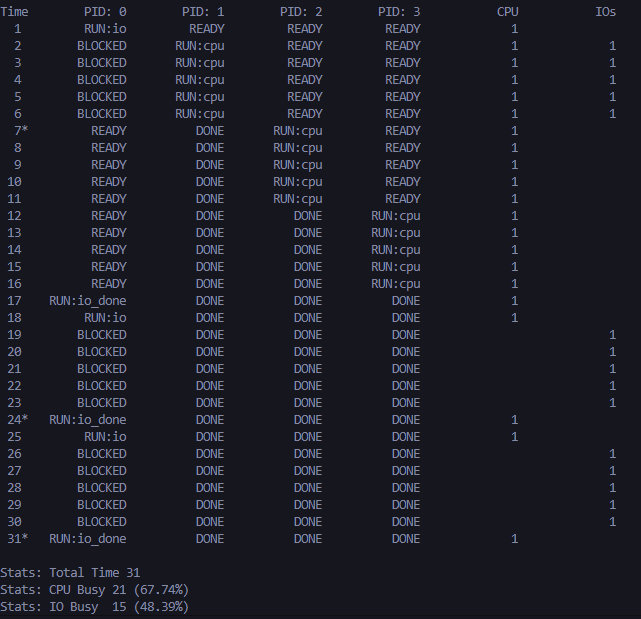 Time PID: 0 PID: 1 PID: 2 PID: 3 CPU IOs
1 RUN:io READY READY READY 1
2 BLOCKED RUN:cpu READY READY 1 1
3 BLOCKED RUN:cpu READY READY 1 1
4 BLOCKED RUN:cpu READY READY 1 1
5 BLOCKED RUN:cpu READY READY 1 1
6 BLOCKED RUN:cpu READY READY 1 1
7* READY DONE RUN:cpu READY 1
8 READY DONE RUN:cpu READY 1
9 READY DONE RUN:cpu READY 1
10 READY DONE RUN:cpu READY 1
11 READY DONE RUN:cpu READY 1
12 READY DONE DONE RUN:cpu 1
13 READY DONE DONE RUN:cpu 1
14 READY DONE DONE RUN:cpu 1
15 READY DONE DONE RUN:cpu 1
16 READY DONE DONE RUN:cpu 1
17 RUN:io_done DONE DONE DONE 1
18 RUN:io DONE DONE DONE 1
19 BLOCKED DONE DONE DONE 1
20 BLOCKED DONE DONE DONE 1
21 BLOCKED DONE DONE DONE 1
22 BLOCKED DONE DONE DONE 1
23 BLOCKED DONE DONE DONE 1
24* RUN:io_done DONE DONE DONE 1
25 RUN:io DONE DONE DONE 1
26 BLOCKED DONE DONE DONE 1
27 BLOCKED DONE DONE DONE 1
28 BLOCKED DONE DONE DONE 1
29 BLOCKED DONE DONE DONE 1
30 BLOCKED DONE DONE DONE 1
31* RUN:io_done DONE DONE DONE 1
Stats: Total Time 31
Stats: CPU Busy 21 (67.74%)
Stats: IO Busy 15 (48.39%)